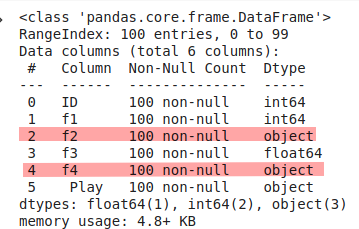 <class 'pandas.core.frame.DataFrame'>
RangeIndex: 100 entries, 0 to 99
Data columns (total 6 columns):
 #   Column  Non-Null Count  Dtype
---  ------  --------------  -----
 0   ID      100 non-null    int64
 1   f1      100 non-null    int64
 2   f2      100 non-null    object
 3   f3      100 non-null    float64
 4   f4      100 non-null    object
 5    Play   100 non-null    object
dtypes: float64(1), int64(2), object(3)
memory usage: 4.8+ KB